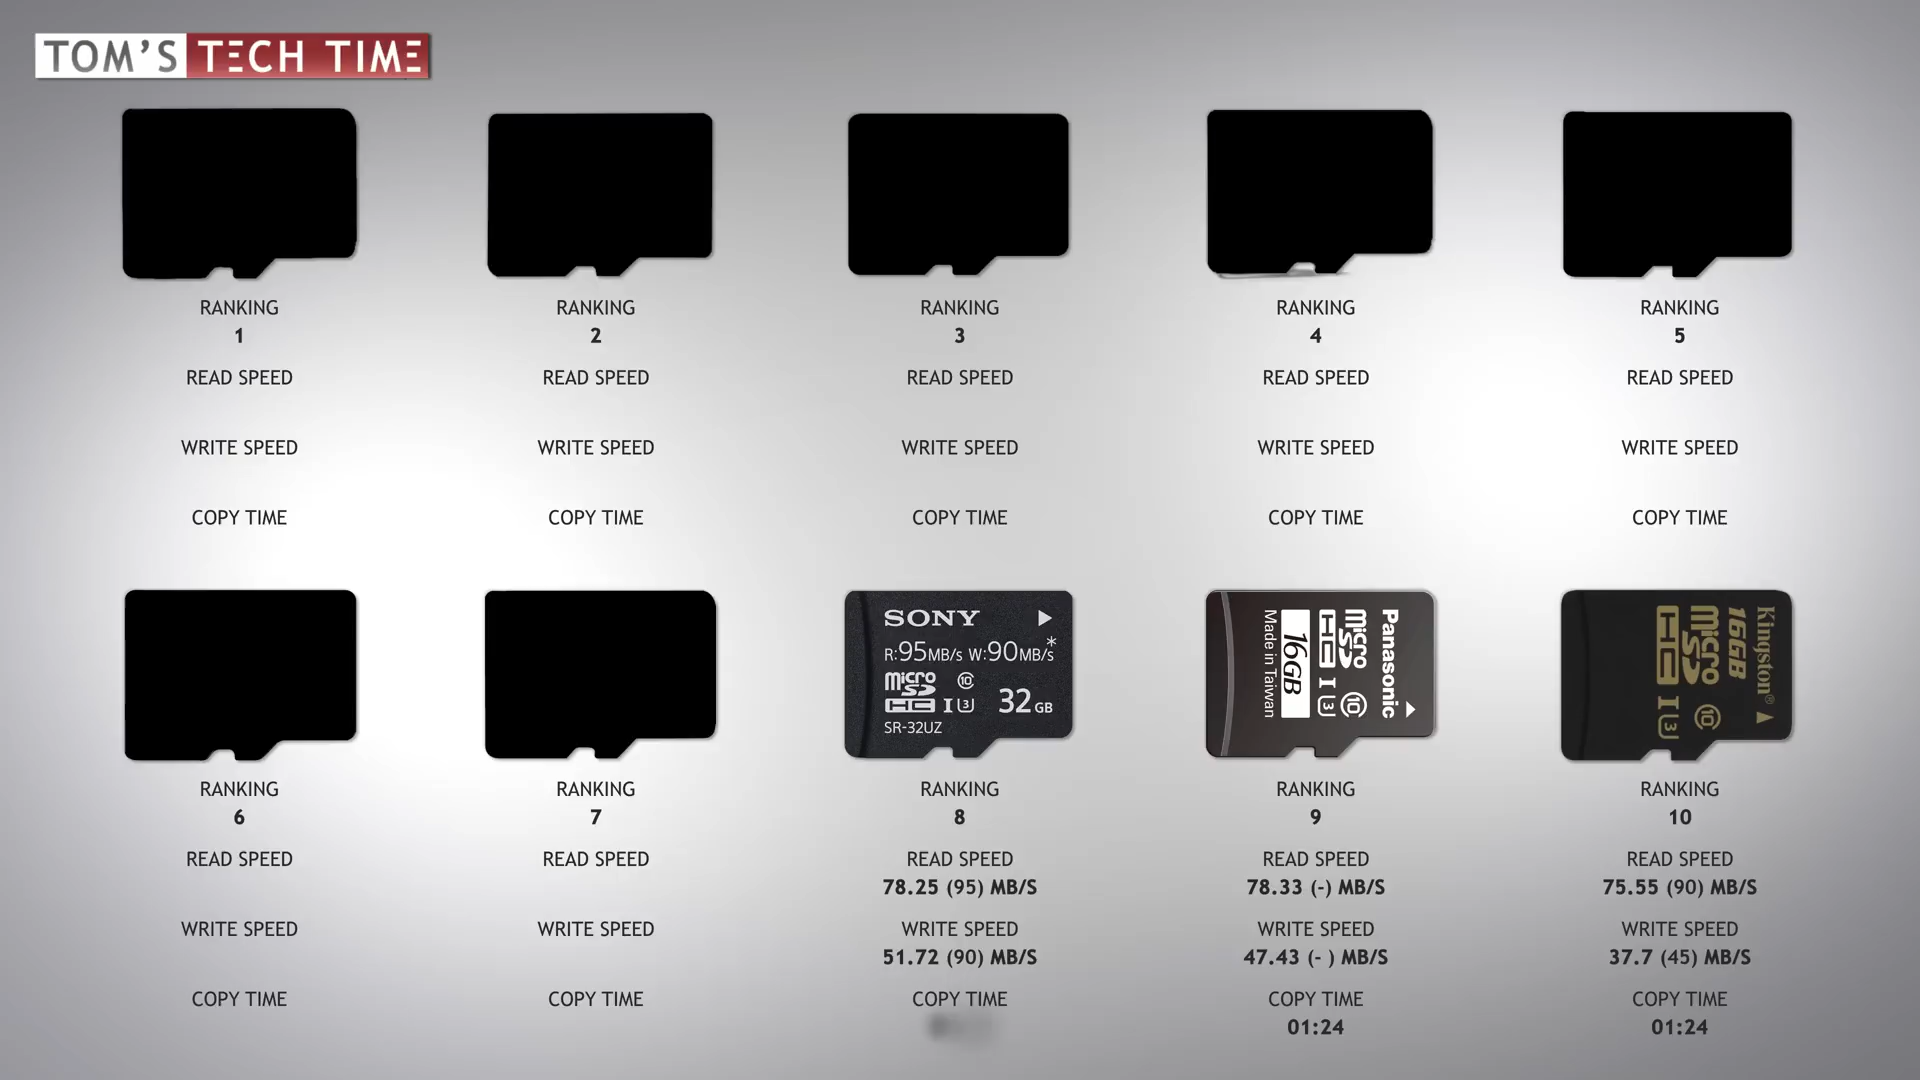 TOM'S TECH TIME
RANKING
1
READ SPEED
WRITE SPEED
COPY TIME
RANKING
2
READ SPEED
WRITE SPEED
COPY TIME
RANKING
3
READ SPEED
WRITE SPEED
COPY TIME
RANKING
4
READ SPEED
WRITE SPEED
COPY TIME
RANKING
5
READ SPEED
WRITE SPEED
COPY TIME
RANKING
6
READ SPEED
WRITE SPEED
COPY TIME
RANKING
7
READ SPEED
WRITE SPEED
COPY TIME
SONY
R:95MB/s W:90MB/s*
micro SD HC I U3 10
32GB
SR-32UZ
RANKING
8
READ SPEED
78.25 (95) MB/S
WRITE SPEED
51.72 (90) MB/S
COPY TIME
Panasonic
micro SD HC I 10 U3
16GB
Made in Taiwan
RANKING
9
READ SPEED
78.33 (-) MB/S
WRITE SPEED
47.43 (- ) MB/S
COPY TIME
01:24
Kingston®
16GB
micro SD HC I 10 U3
RANKING
10
READ SPEED
75.55 (90) MB/S
WRITE SPEED
37.7 (45) MB/S
COPY TIME
01:24